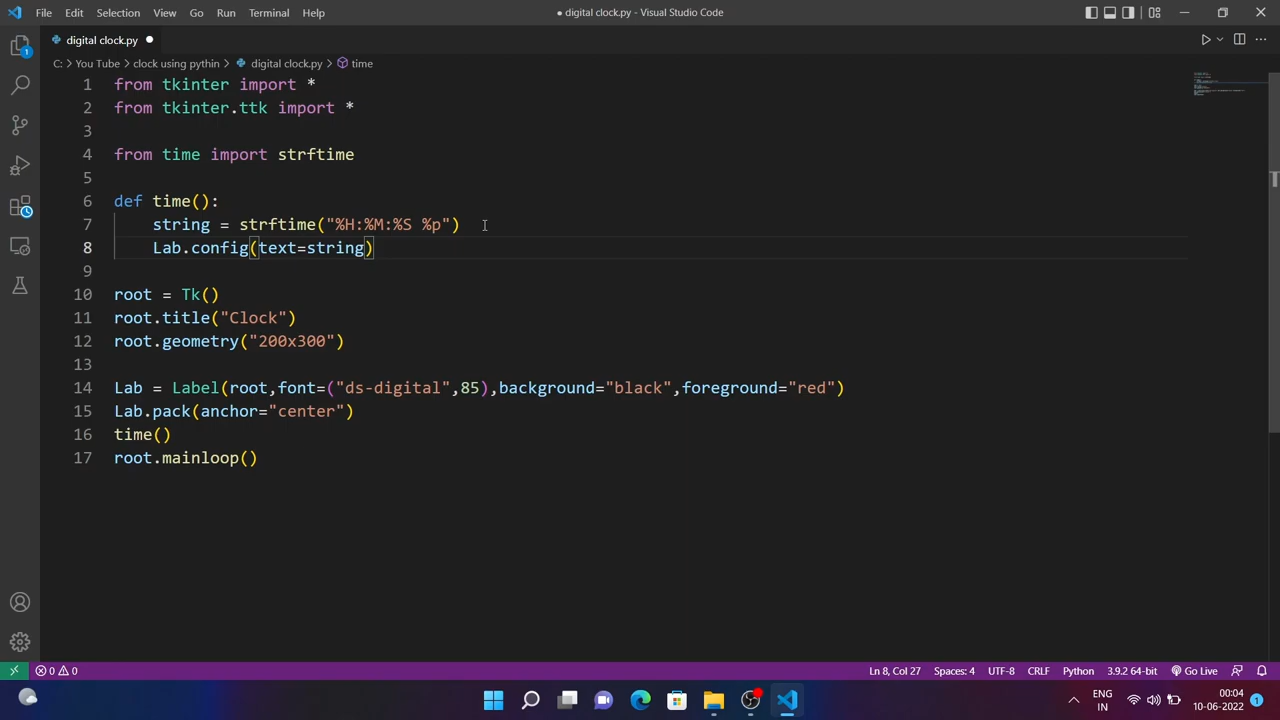 File Edit Selection View Go Run Terminal Help ● digital clock.py - Visual Studio Code
digital clock.py ●
C: > You Tube > clock using pythin > digital clock.py > time
1 from tkinter import *
2 from tkinter.ttk import *
3
4 from time import strftime
5
6 def time():
7     string = strftime("%H:%M:%S %p")
8     Lab.config(text=string)
9
10 root = Tk()
11 root.title("Clock")
12 root.geometry("200x300")
13
14 Lab = Label(root,font=("ds-digital",85),background="black",foreground="red")
15 Lab.pack(anchor="center")
16 time()
17 root.mainloop()
0 0 Ln 8, Col 27 Spaces: 4 UTF-8 CRLF Python 3.9.2 64-bit Go Live
ENG 00:04
IN 10-06-2022 1